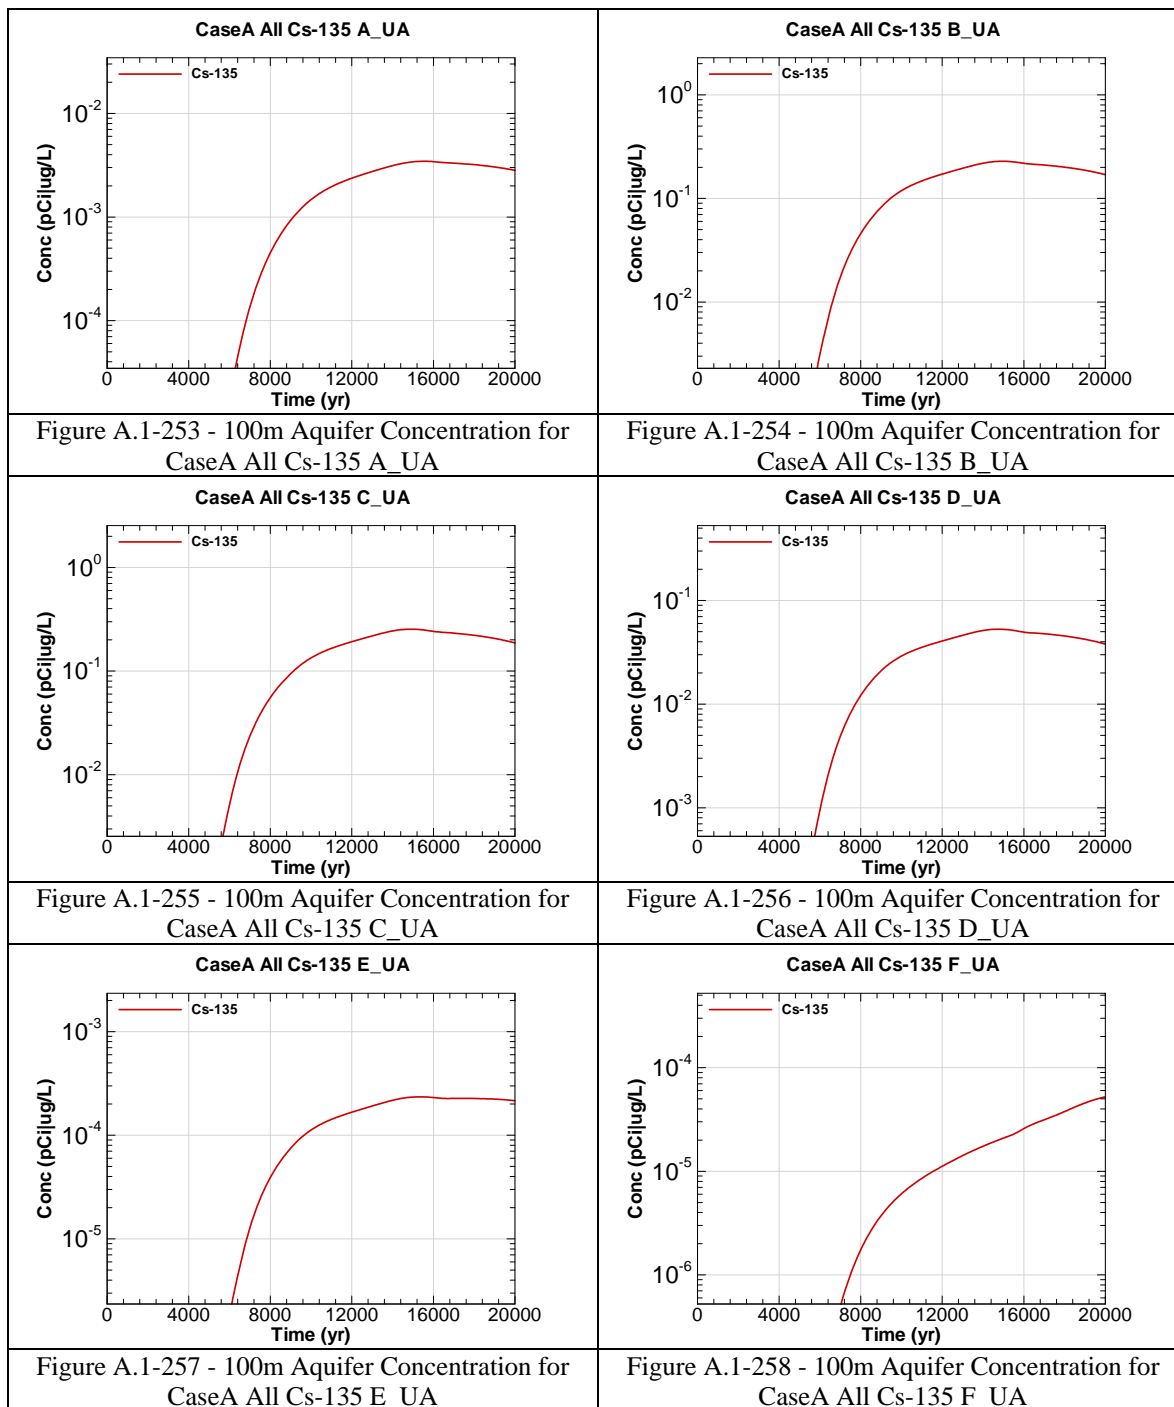 CaseA All Cs-135 A_UA
Cs-135
Conc (pCi|ug/L)
10-2
10-3
10-4
0 4000 8000 12000 16000 20000
Time (yr)
Figure A.1-253 - 100m Aquifer Concentration for
CaseA All Cs-135 A_UA
CaseA All Cs-135 B_UA
Cs-135
Conc (pCi|ug/L)
100
10-1
10-2
0 4000 8000 12000 16000 20000
Time (yr)
Figure A.1-254 - 100m Aquifer Concentration for
CaseA All Cs-135 B_UA
CaseA All Cs-135 C_UA
Cs-135
Conc (pCi|ug/L)
100
10-1
10-2
0 4000 8000 12000 16000 20000
Time (yr)
Figure A.1-255 - 100m Aquifer Concentration for
CaseA All Cs-135 C_UA
CaseA All Cs-135 D_UA
Cs-135
Conc (pCi|ug/L)
10-1
10-2
10-3
0 4000 8000 12000 16000 20000
Time (yr)
Figure A.1-256 - 100m Aquifer Concentration for
CaseA All Cs-135 D_UA
CaseA All Cs-135 E_UA
Cs-135
Conc (pCi|ug/L)
10-3
10-4
10-5
0 4000 8000 12000 16000 20000
Time (yr)
Figure A.1-257 - 100m Aquifer Concentration for
CaseA All Cs-135 E_UA
CaseA All Cs-135 F_UA
Cs-135
Conc (pCi|ug/L)
10-4
10-5
10-6
0 4000 8000 12000 16000 20000
Time (yr)
Figure A.1-258 - 100m Aquifer Concentration for
CaseA All Cs-135 F_UA